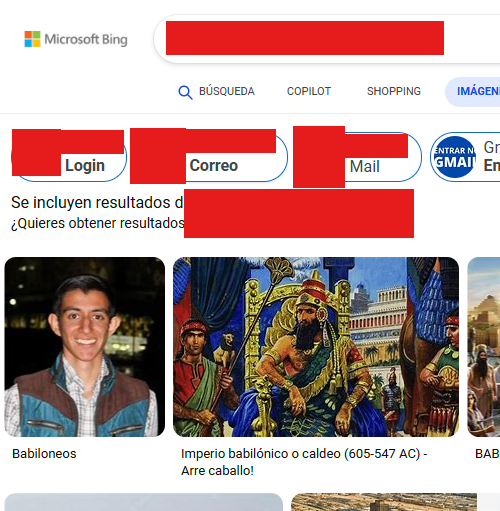 Microsoft Bing
BÚSQUEDA COPILOT SHOPPING IMÁGEN
Login
Correo
Mail
ENTRAR N
GMAI
Gr
En
Se incluyen resultados d
¿Quieres obtener resultados
Babiloneos
Imperio babilónico o caldeo (605-547 AC) -
Arre caballo!
BAB